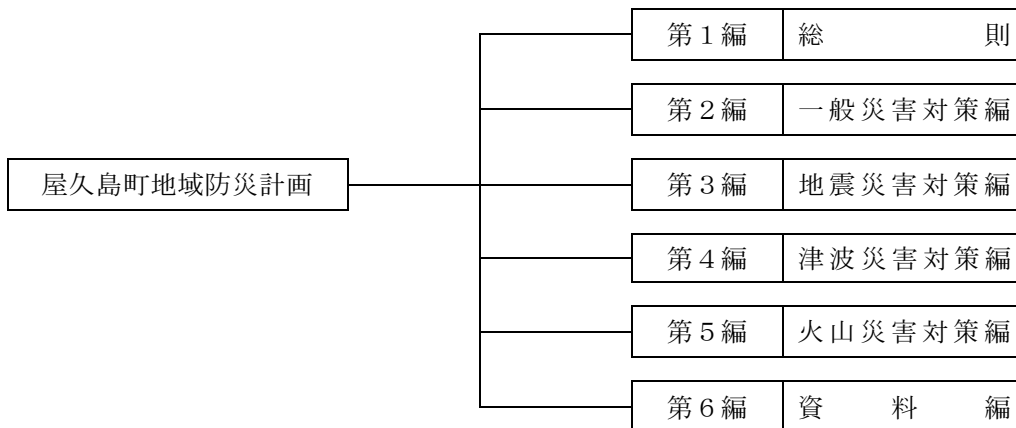 屋久島町地域防災計画
第1編 総則
第2編 一般災害対策編
第3編 地震災害対策編
第4編 津波災害対策編
第5編 火山災害対策編
第6編 資料編